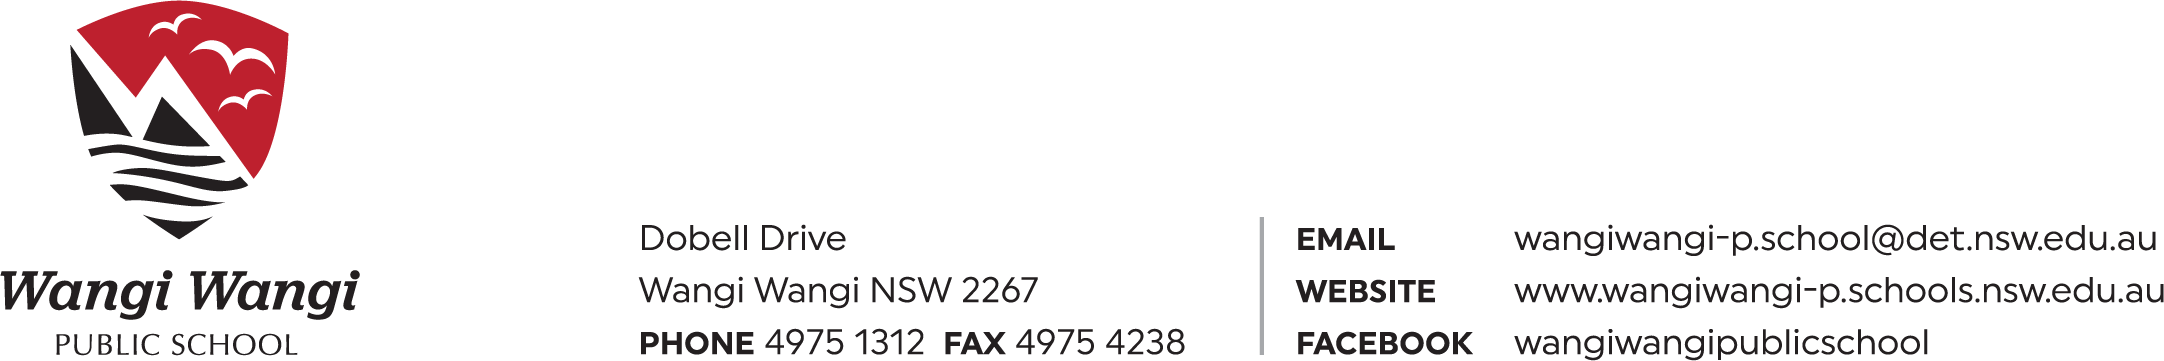 Wangi Wangi
PUBLIC SCHOOL
Dobell Drive
Wangi Wangi NSW 2267
PHONE 4975 1312 FAX 4975 4238
EMAIL wangiwangi-p.school@det.nsw.edu.au
WEBSITE www.wangiwangi-p.schools.nsw.edu.au
FACEBOOK wangiwangipublicschool